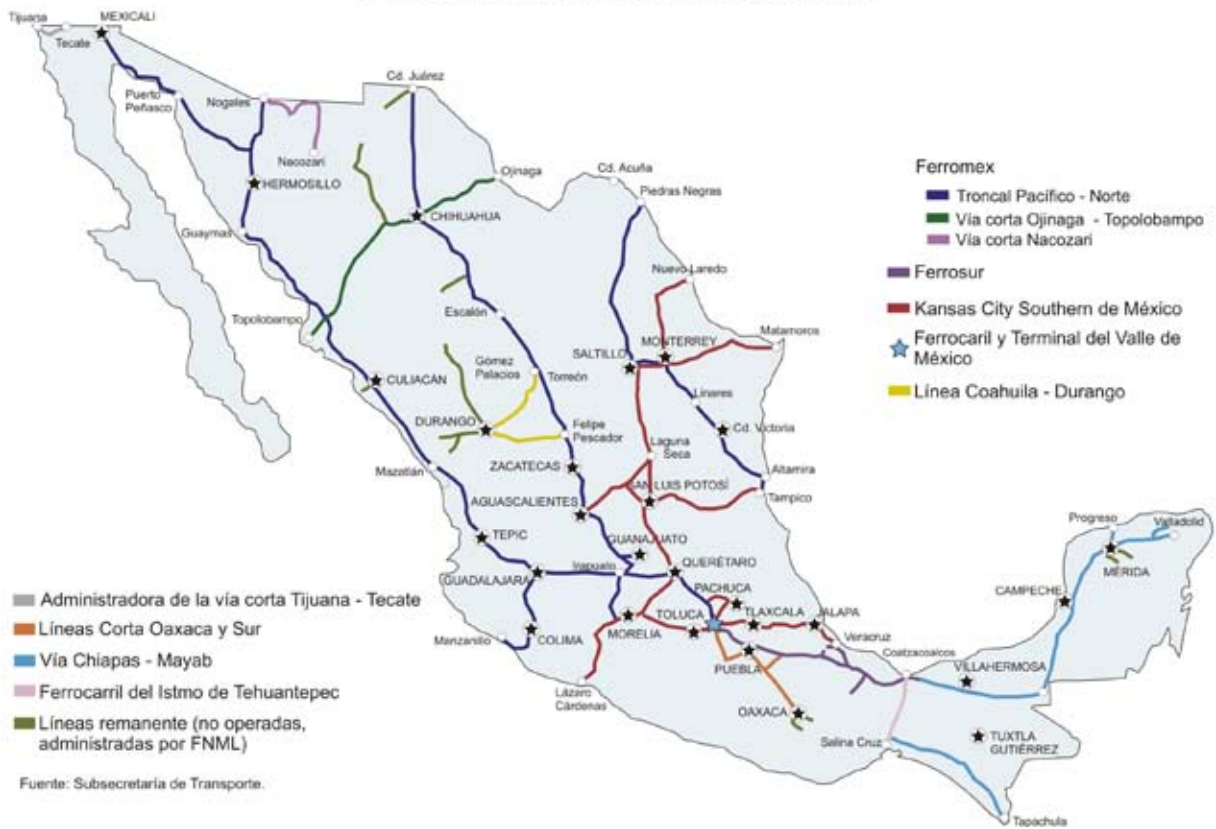 Tijuana
MEXICALI
Tecate
Puerto
Peñasco
Nogales
Nacozari
Cd. Juárez
HERMOSILLO
Ojinaga
Cd. Acuña
Piedras Negras
CHIHUAHUA
Guaymas
Nuevo Laredo
Escalón
Topolobampo
Matamoros
MONTERREY
SALTILLO
Gómez
Palacios
Torreón
CULIACÁN
Linares
DURANGO
Felipe
Pescador
Cd. Victoria
Laguna
Seca
Mazatlán
ZACATECAS
Altamira
SAN LUIS POTOSÍ
Tampico
AGUASCALIENTES
TEPIC
GUANAJUATO
Irapuato
QUERÉTARO
GUADALAJARA
PACHUCA
TOLUCA
TLAXCALA
JALAPA
MORELIA
Manzanillo
COLIMA
Veracruz
PUEBLA
Coatzacoalcos
Lázaro
Cárdenas
OAXACA
VILLAHERMOSA
Selina Cruz
TUXTLA
GUTIÉRREZ
Tapachula
Progreso
Valladolid
MÉRIDA
CAMPECHE
Ferromex
Troncal Pacífico - Norte
Vía corta Ojinaga - Topolobampo
Vía corta Nacozari
Ferrosur
Kansas City Southern de México
Ferrocaril y Terminal del Valle de
México
Línea Coahuila - Durango
Administradora de la vía corta Tijuana - Tecate
Líneas Corta Oaxaca y Sur
Vía Chiapas - Mayab
Ferrocarril del Istmo de Tehuantepec
Líneas remanente (no operadas,
administradas por FNML)
Fuente: Subsecretaría de Transporte.